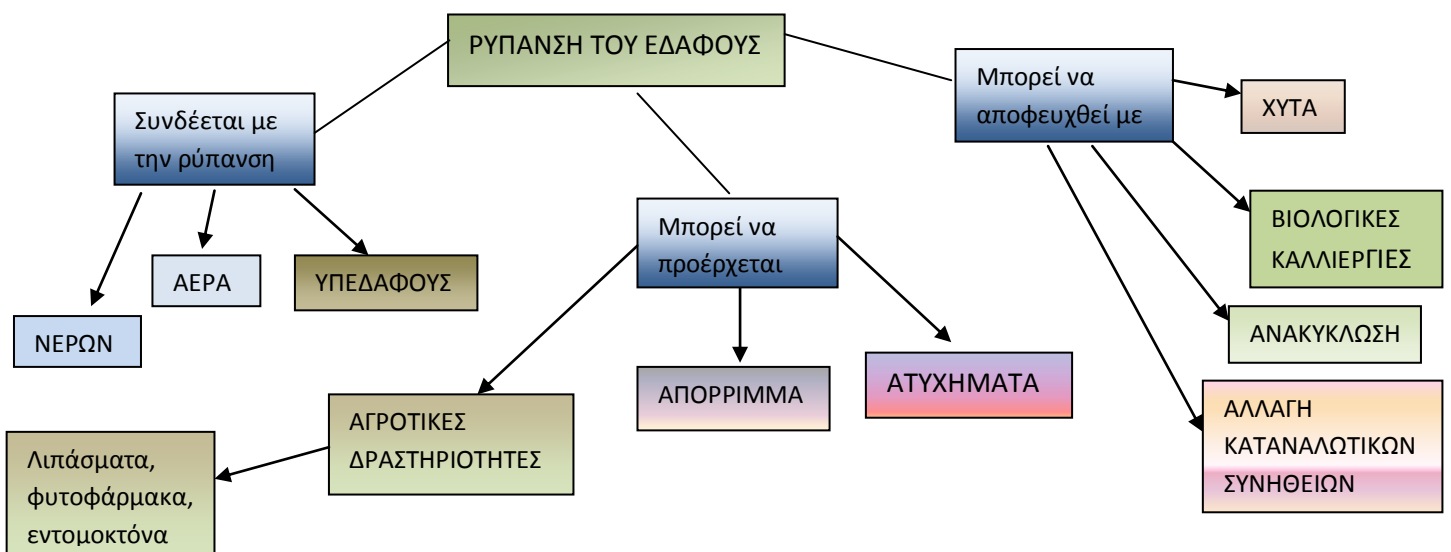 ΡΥΠΑΝΣΗ ΤΟΥ ΕΔΑΦΟΥΣ
Συνδέεται με
την ρύπανση
ΝΕΡΩΝ
ΑΕΡΑ
ΥΠΕΔΑΦΟΥΣ
Μπορεί να
προέρχεται
ΑΓΡΟΤΙΚΕΣ
ΔΡΑΣΤΗΡΙΟΤΗΤΕΣ
Λιπάσματα,
φυτοφάρμακα,
εντομοκτόνα
ΑΠΟΡΡΙΜΜΑ
ΑΤΥΧΗΜΑΤΑ
Μπορεί να
αποφευχθεί με
ΧΥΤΑ
ΒΙΟΛΟΓΙΚΕΣ
ΚΑΛΛΙΕΡΓΙΕΣ
ΑΝΑΚΥΚΛΩΣΗ
ΑΛΛΑΓΗ
ΚΑΤΑΝΑΛΩΤΙΚΩΝ
ΣΥΝΗΘΕΙΩΝ